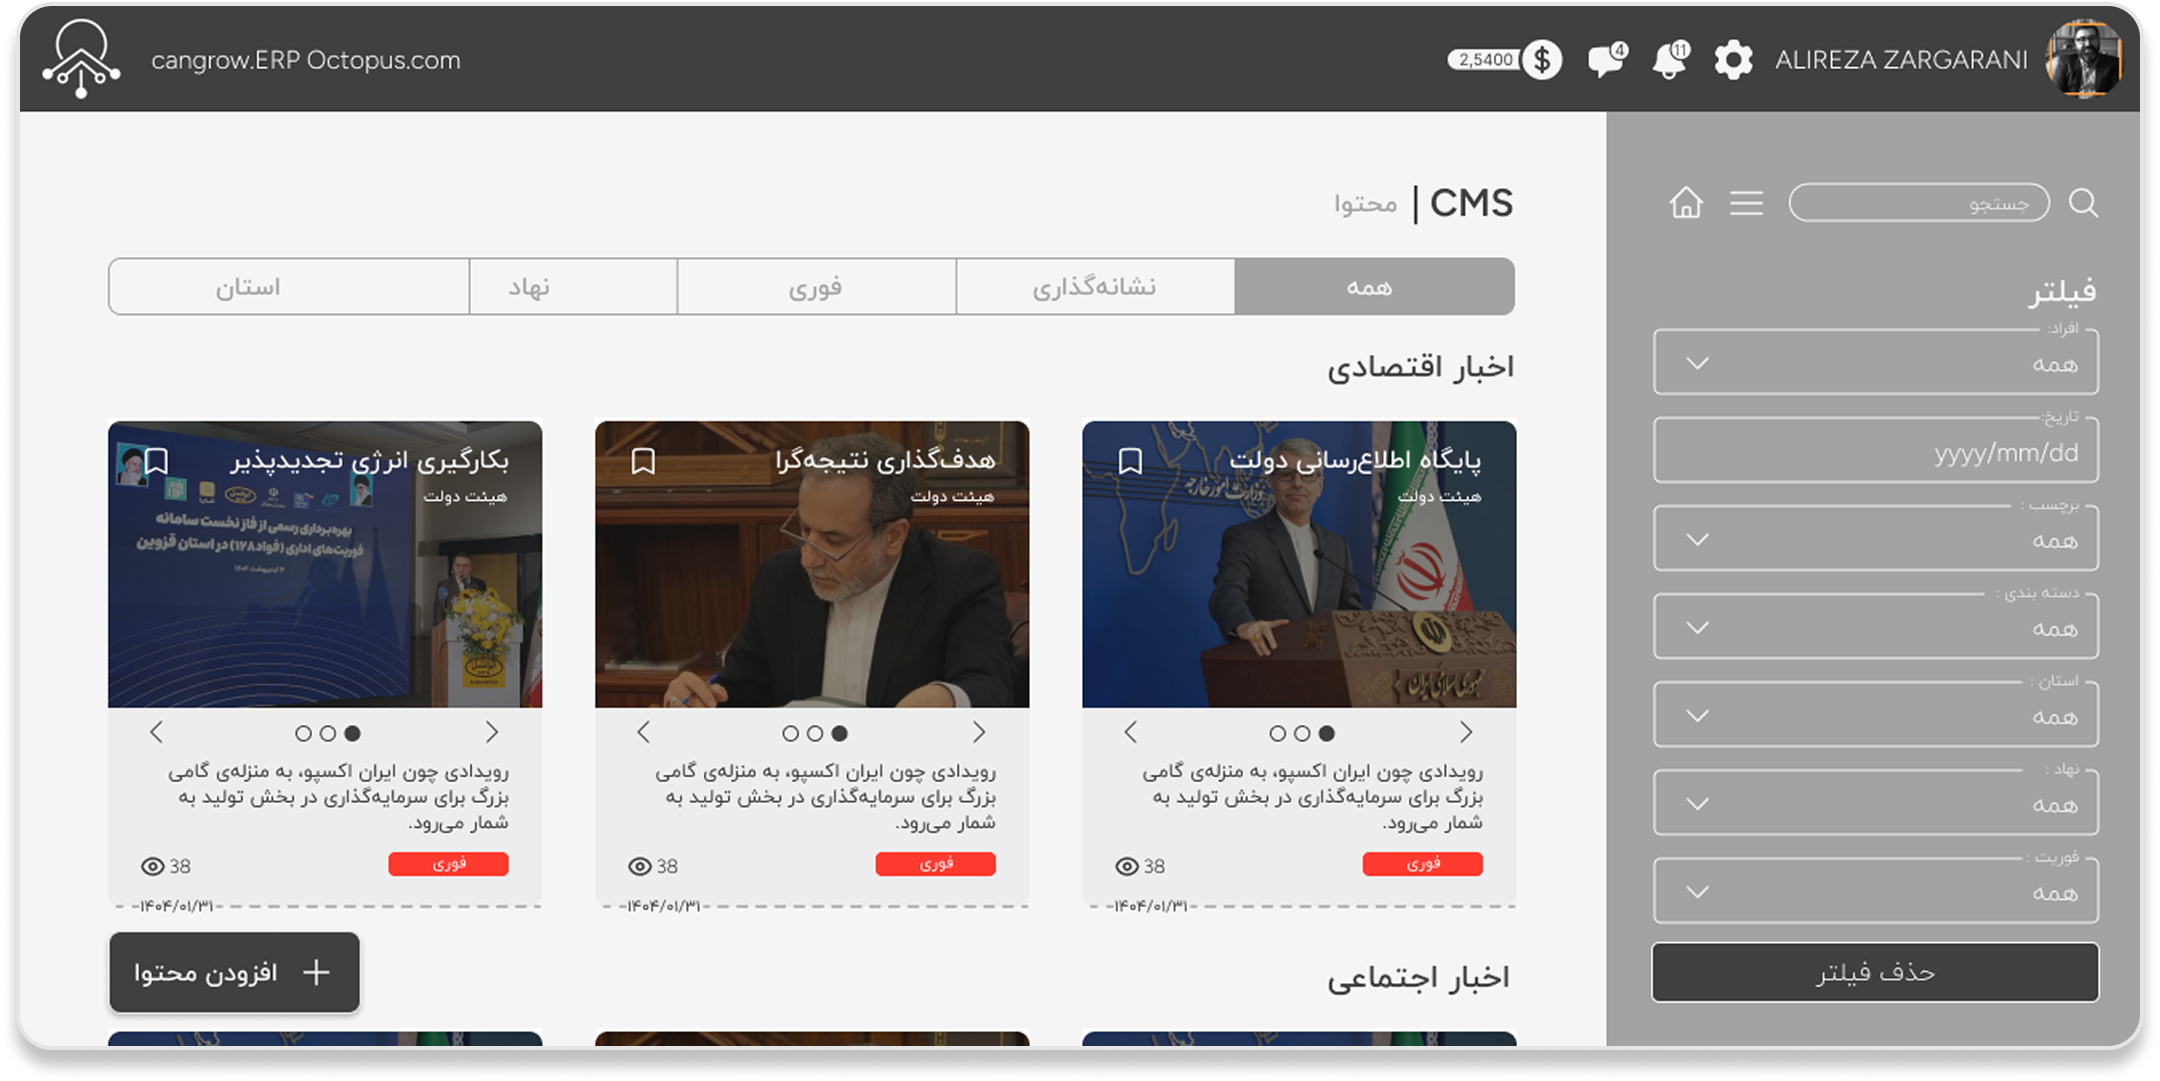 cangrow.ERP Octopus.com
2,5400
$
4
11
ALIREZA ZARGARANI
جستجو
فیلتر
افراد:
همه
تاریخ:
yyyy/mm/dd
برچسب :
همه
دسته بندی :
همه
استان :
همه
نهاد :
همه
فوریت :
همه
حذف فیلتر
CMS | محتوا
همه
نشانه‌گذاری
فوری
نهاد
استان
اخبار اقتصادی
پایگاه اطلاع‌رسانی دولت
هیئت دولت
وزارت امور خارجه
جمهوری اسلامی ایران
رویدادی چون ایران اکسپو، به منزله‌ی گامی
بزرگ برای سرمایه‌گذاری در بخش تولید به
شمار می‌رود.
فوری
38
۱۴۰۴/۰۱/۳۱
هدف‌گذاری نتیجه‌گرا
هیئت دولت
رویدادی چون ایران اکسپو، به منزله‌ی گامی
بزرگ برای سرمایه‌گذاری در بخش تولید به
شمار می‌رود.
فوری
38
۱۴۰۴/۰۱/۳۱
بکارگیری انرژی تجدیدپذیر
هیئت دولت
بهره‌برداری رسمی از فاز نخست سامانه
فوریت‌های اداری (فواد۱۲۸) در استان قزوین
رویدادی چون ایران اکسپو، به منزله‌ی گامی
بزرگ برای سرمایه‌گذاری در بخش تولید به
شمار می‌رود.
فوری
38
۱۴۰۴/۰۱/۳۱
افزودن محتوا
اخبار اجتماعی